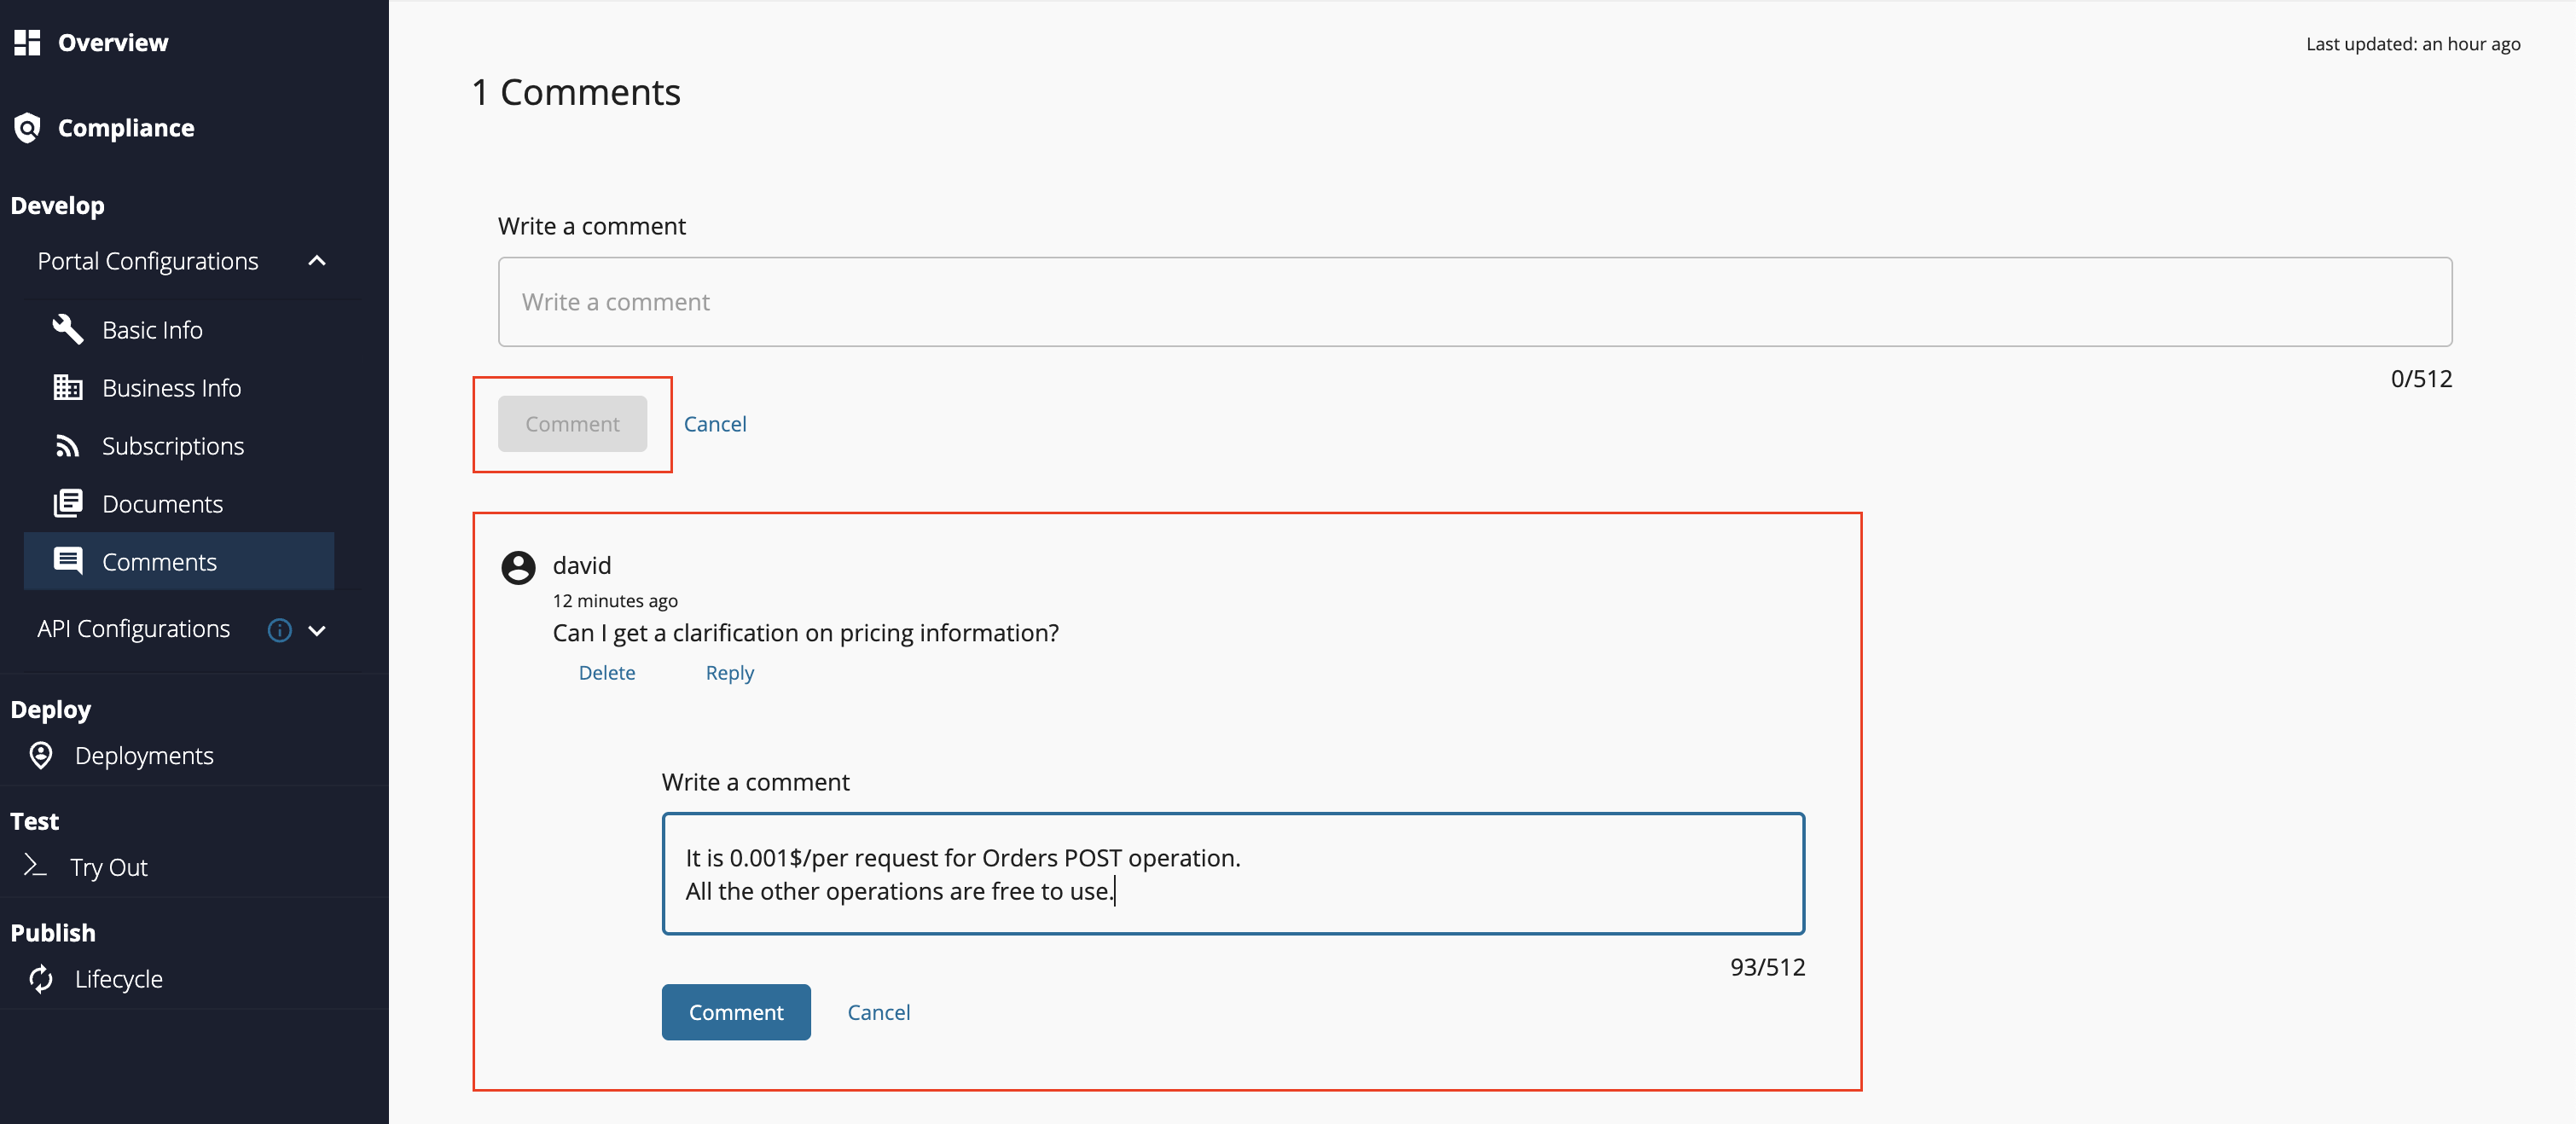 Overview
Compliance
Develop
Portal Configurations
Basic Info
Business Info
Subscriptions
Documents
Comments
API Configurations
Deploy
Deployments
Test
Try Out
Publish
Lifecycle
Last updated: an hour ago
1 Comments
Write a comment
Write a comment
0/512
Comment Cancel
david
12 minutes ago
Can I get a clarification on pricing information?
Delete Reply
Write a comment
It is 0.001$/per request for Orders POST operation.
All the other operations are free to use.
93/512
Comment Cancel